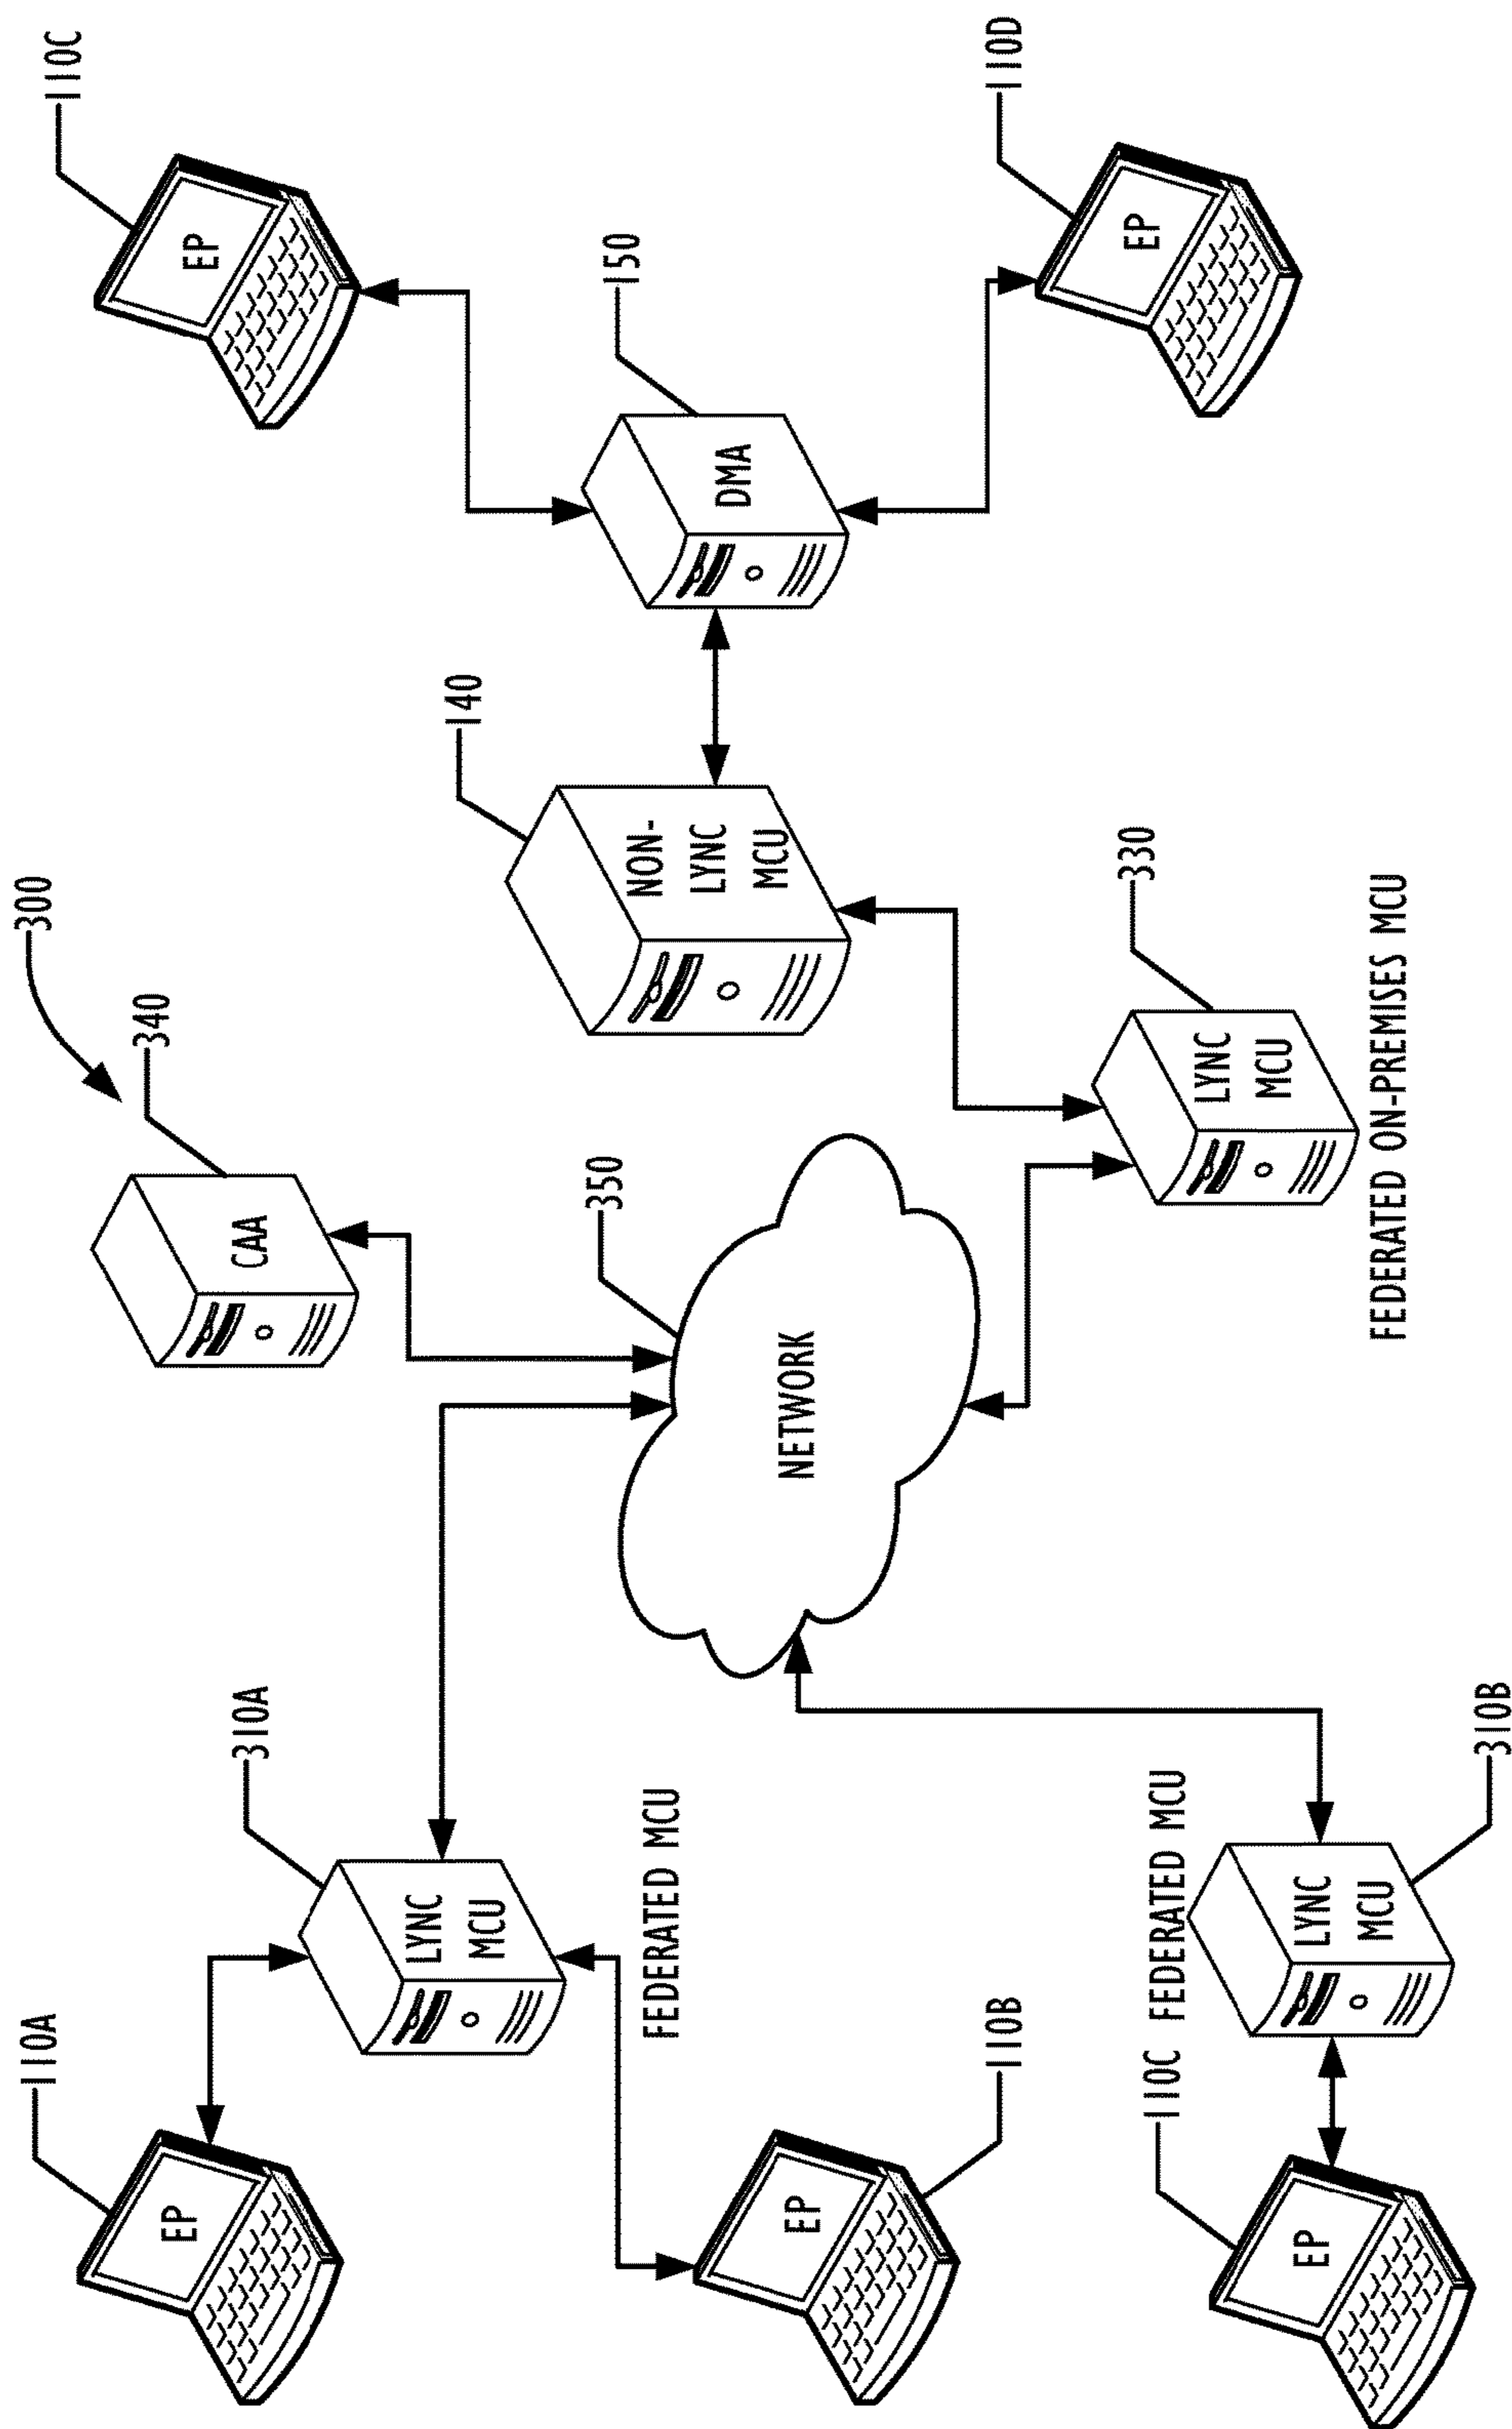 300
110A
EP
310A
LYNC
MCU
FEDERATED MCU
EP
110B
110C
FEDERATED MCU
EP
LYNC
MCU
310B
340
CAA
350
NETWORK
140
NON-
LYNC
MCU
330
LYNC
MCU
FEDERATED ON-PREMISES MCU
150
DMA
110C
EP
110D
EP